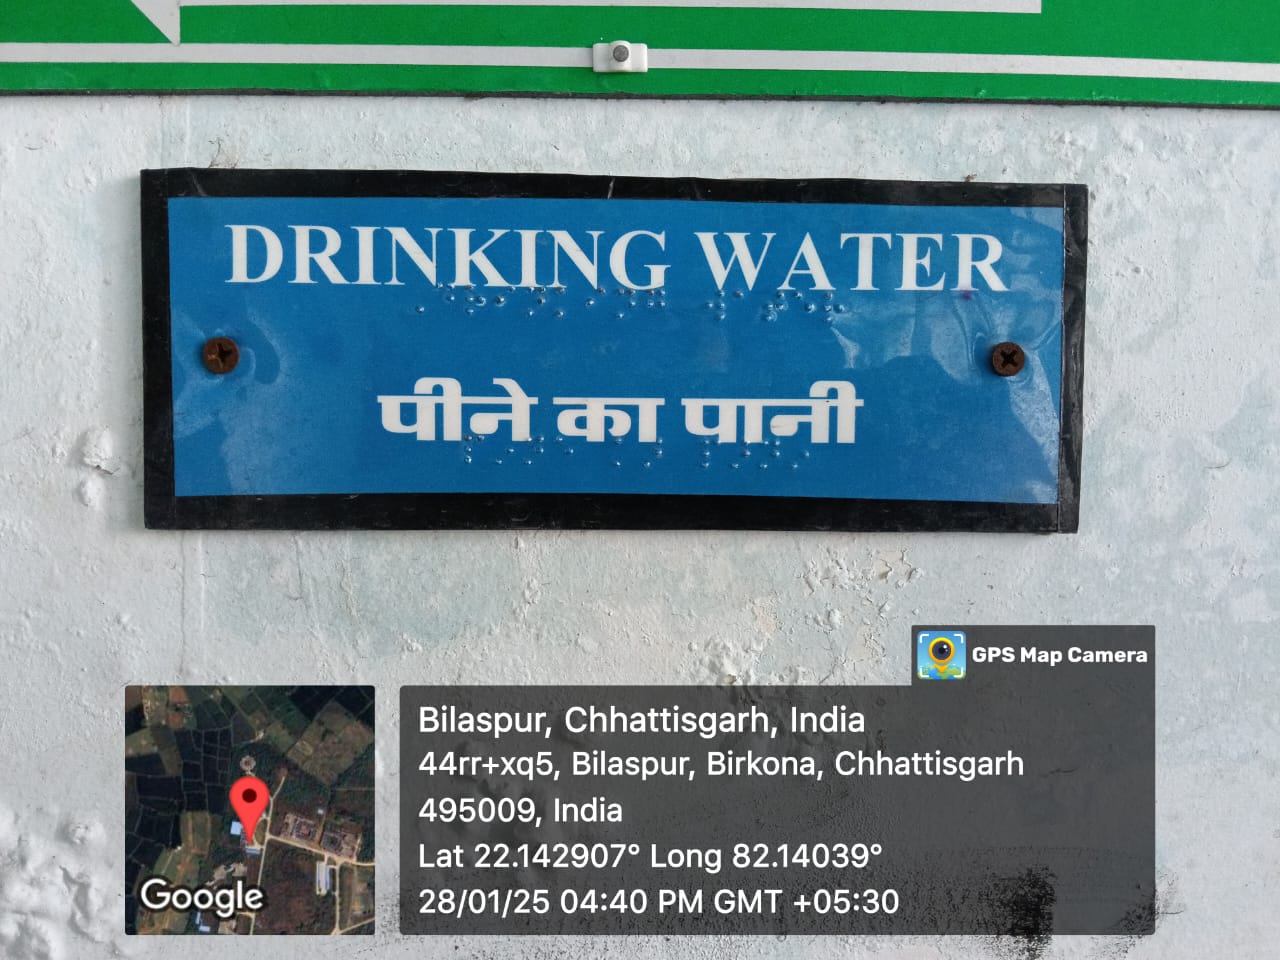 DRINKING WATER
पीने का पानी
GPS Map Camera
Bilaspur, Chhattisgarh, India
44rr+xq5, Bilaspur, Birkona, Chhattisgarh
495009, India
Lat 22.142907° Long 82.14039°
28/01/25 04:40 PM GMT +05:30
Google